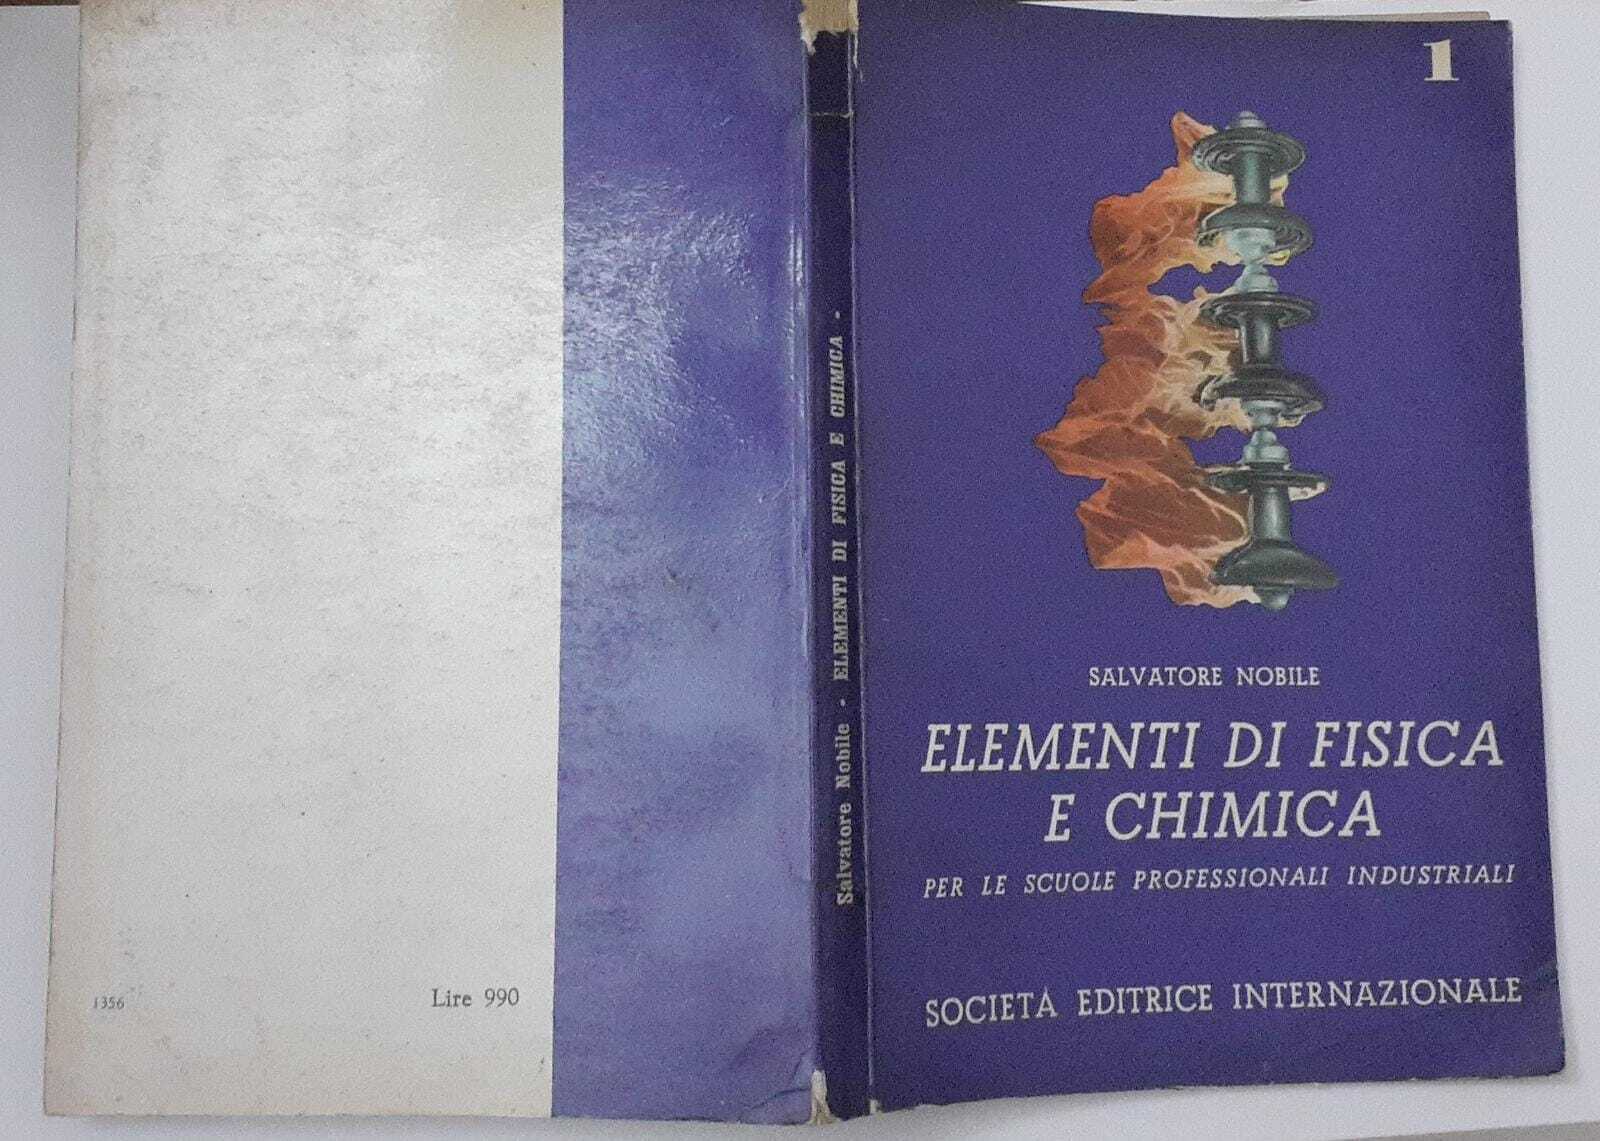 1
SALVATORE NOBILE
ELEMENTI DI FISICA
E CHIMICA
PER LE SCUOLE PROFESSIONALI INDUSTRIALI
SOCIETÀ EDITRICE INTERNAZIONALE
Salvatore Nobile - ELEMENTI DI FISICA E CHIMICA -
1356
Lire 990